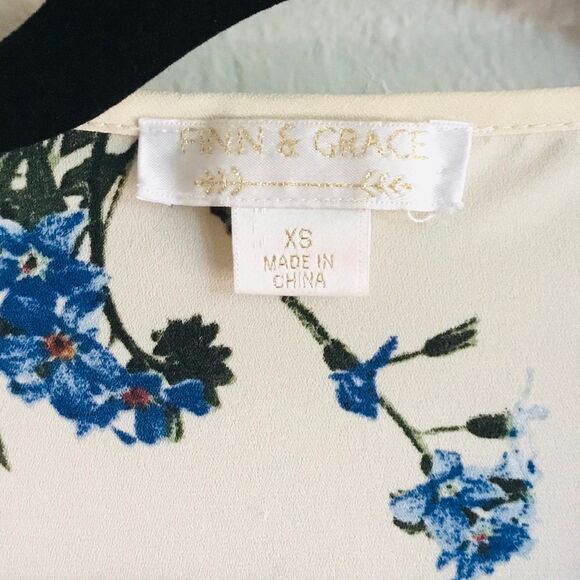 FINN & GRACE
XS
MADE IN
CHINA